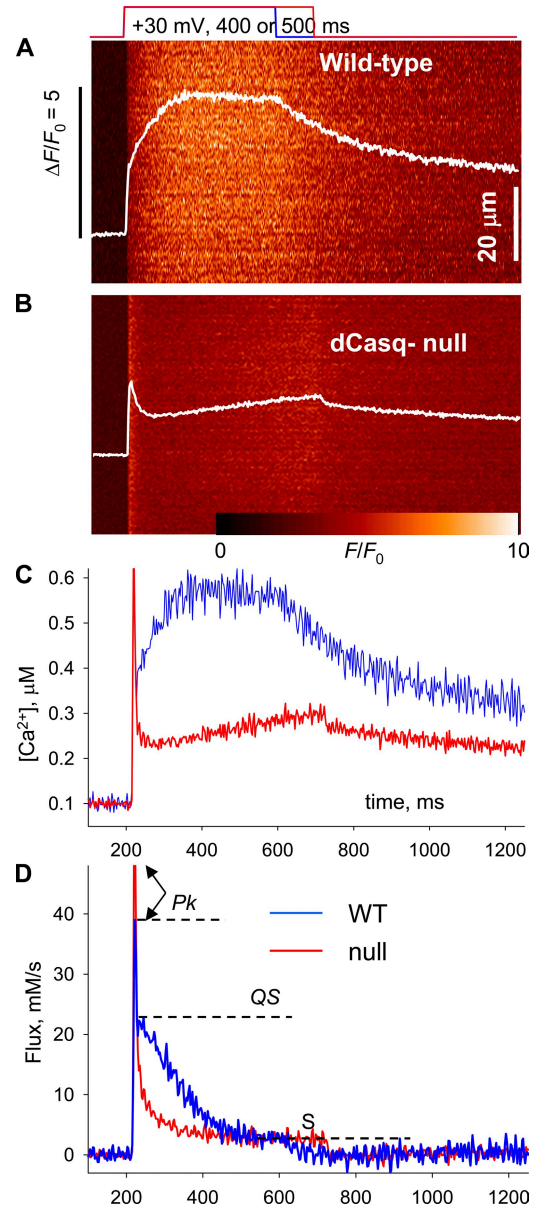 +30 mV, 400 or 500 ms
A
Wild-type
ΔF/F0 = 5
20 μm
B
dCasq- null
0 F/F0 10
C
0.6
0.5
0.4
0.3
0.2
0.1
[Ca2+], μM
time, ms
200 400 600 800 1000 1200
D
Pk
40
WT
null
30
QS
20
10
S
0
Flux, mM/s
200 400 600 800 1000 1200